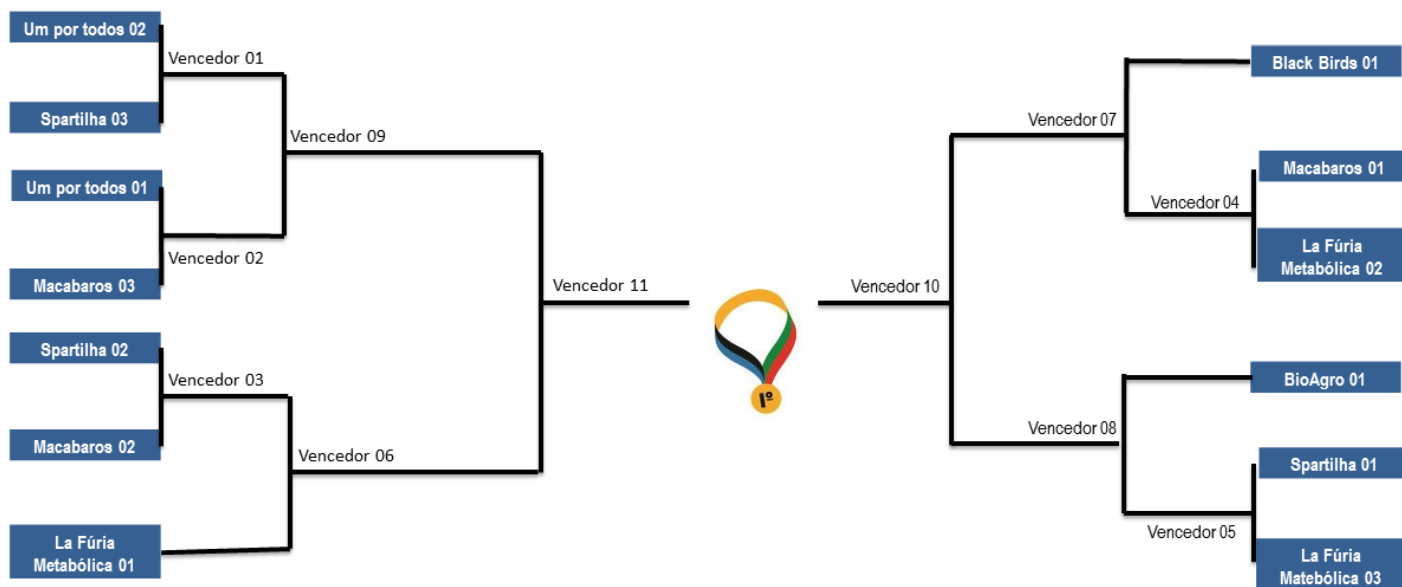 Um por todos 02
Vencedor 01
Spartilha 03
Vencedor 09
Um por todos 01
Vencedor 02
Macabaros 03
Vencedor 11
Spartilha 02
Vencedor 03
Macabaros 02
Vencedor 06
La Fúria
Metabólica 01
1º
Black Birds 01
Vencedor 07
Macabaros 01
Vencedor 04
La Fúria
Metabólica 02
Vencedor 10
BioAgro 01
Vencedor 08
Spartilha 01
Vencedor 05
La Fúria
Matebólica 03